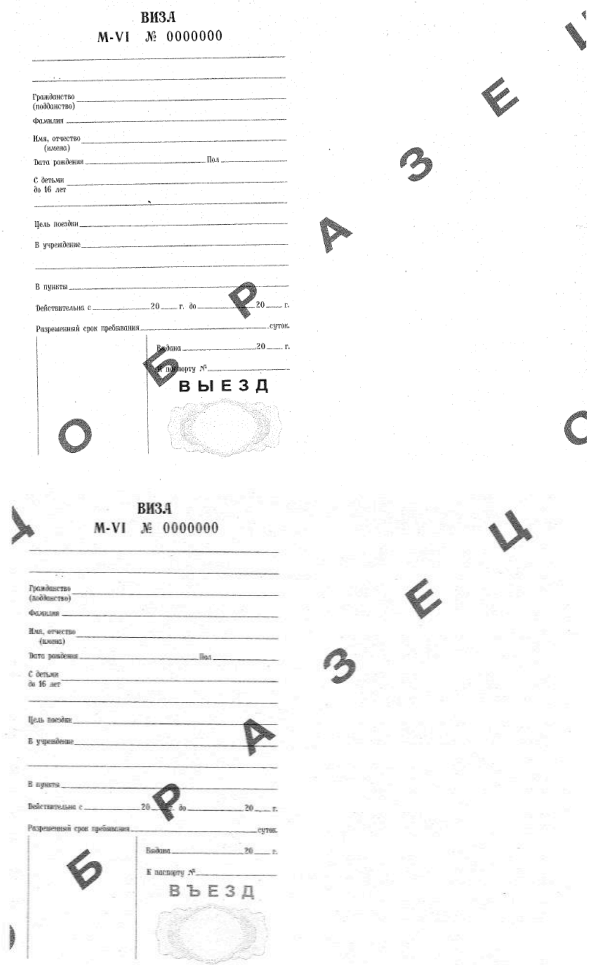 ВИЗА
М-VI № 0000000
Гражданство
(подданство)
Фамилия
Имя, отчество
(имена)
Дата рождения Пол
С детьми
до 16 лет
Цель поездки
В учреждение
В пункты
Действительна с 20 г. до 20 г.
Разрешенный срок пребывания суток.
Выдана 20 г.
К паспорту №
ВЫЕЗД
ОБРАЗЕЦ
О
ВИЗА
М-VI № 0000000
Гражданство
(подданство)
Фамилия
Имя, отчество
(имена)
Дата рождения Пол
С детьми
до 16 лет
Цель поездки
В учреждение
В пункты
Действительна с 20 г. до 20 г.
Разрешенный срок пребывания суток.
Выдана 20 г.
К паспорту №
ВЪЕЗД
ОБРАЗЕЦ
Ц